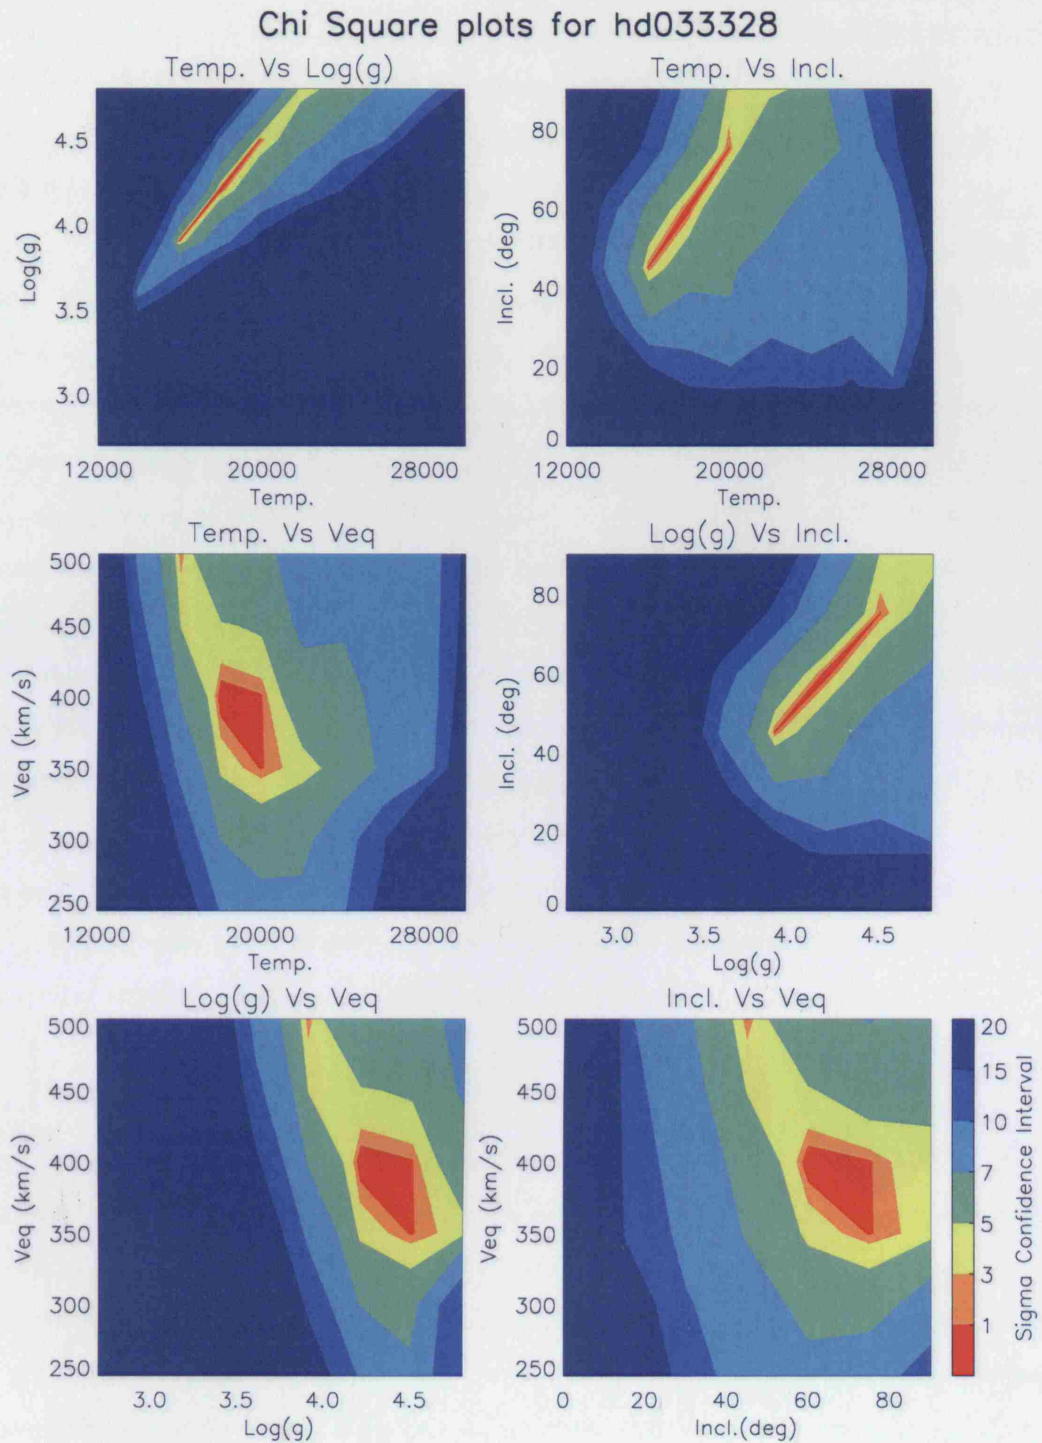 Chi Square plots for hd033328
Temp. Vs Log(g)
4.5
4.0
3.5
3.0
Log(g)
12000 20000 28000
Temp.
Temp. Vs Incl.
80
60
40
20
0
Incl. (deg)
12000 20000 28000
Temp.
Temp. Vs Veq
500
450
400
350
300
250
Veq (km/s)
12000 20000 28000
Temp.
Log(g) Vs Incl.
80
60
40
20
0
Incl. (deg)
3.0 3.5 4.0 4.5
Log(g)
Log(g) Vs Veq
500
450
400
350
300
250
Veq (km/s)
3.0 3.5 4.0 4.5
Log(g)
Incl. Vs Veq
500
450
400
350
300
250
Veq (km/s)
0 20 40 60 80
Incl.(deg)
20
15
10
7
5
3
1
Sigma Confidence Interval